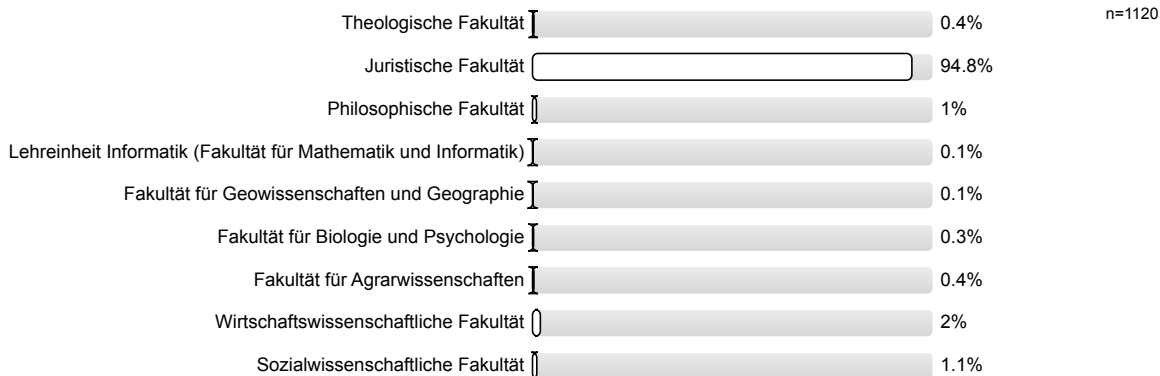 Theologische Fakultät 0.4% n=1120
Juristische Fakultät 94.8%
Philosophische Fakultät 1%
Lehreinheit Informatik (Fakultät für Mathematik und Informatik) 0.1%
Fakultät für Geowissenschaften und Geographie 0.1%
Fakultät für Biologie und Psychologie 0.3%
Fakultät für Agrarwissenschaften 0.4%
Wirtschaftswissenschaftliche Fakultät 2%
Sozialwissenschaftliche Fakultät 1.1%